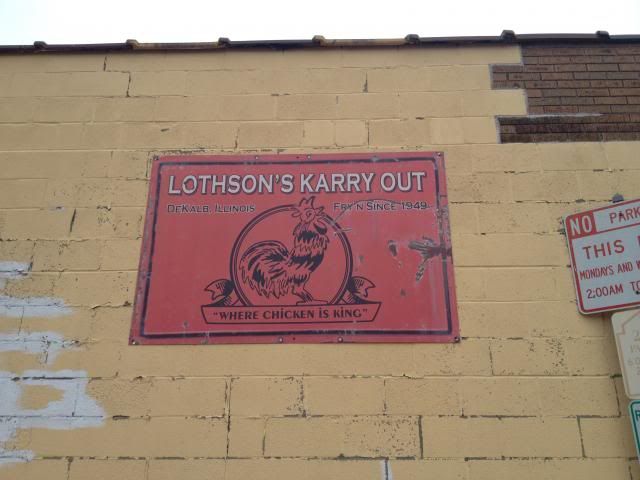 LOTHSON'S KARRY OUT
DEKALB, ILLINOIS FRY'N SINCE 1949
"WHERE CHICKEN IS KING"
NO PARK
THIS
MONDAYS AND
2:00AM TO